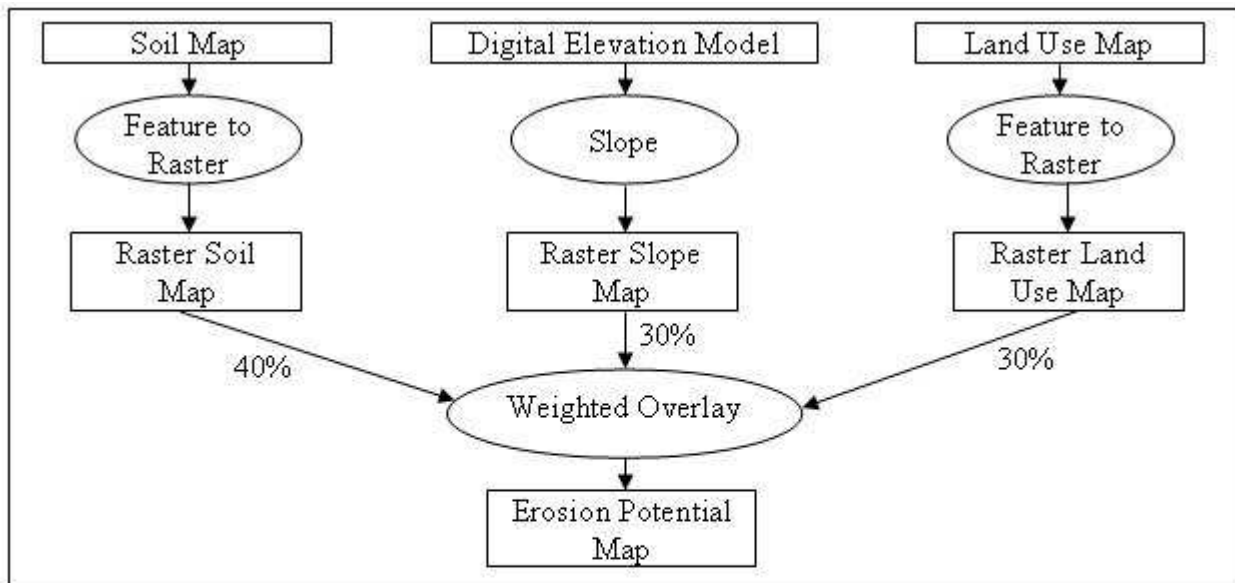 Soil Map
Digital Elevation Model
Land Use Map
Feature to
Raster
Slope
Feature to
Raster
Raster Soil
Map
Raster Slope
Map
Raster Land
Use Map
40%
30%
30%
Weighted Overlay
Erosion Potential
Map